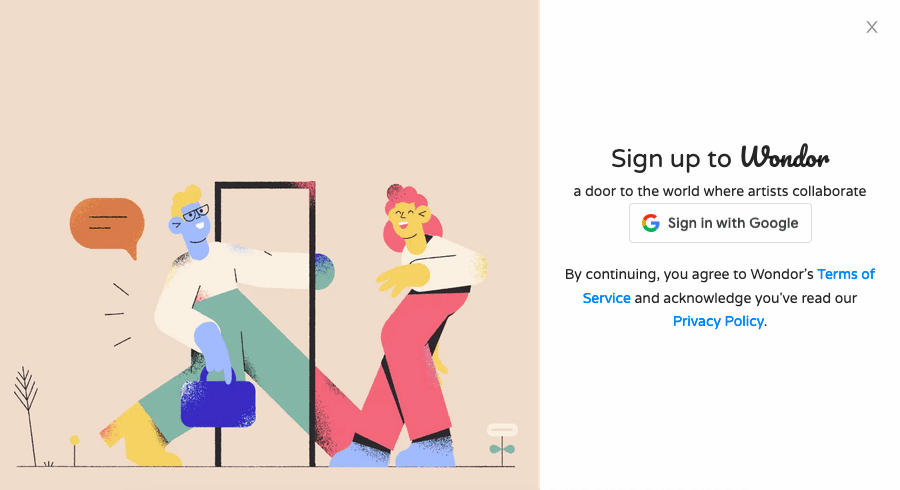 Sign up to Wondor
a door to the world where artists collaborate
Sign in with Google
By continuing, you agree to Wondor's Terms of
Service and acknowledge you've read our
Privacy Policy.